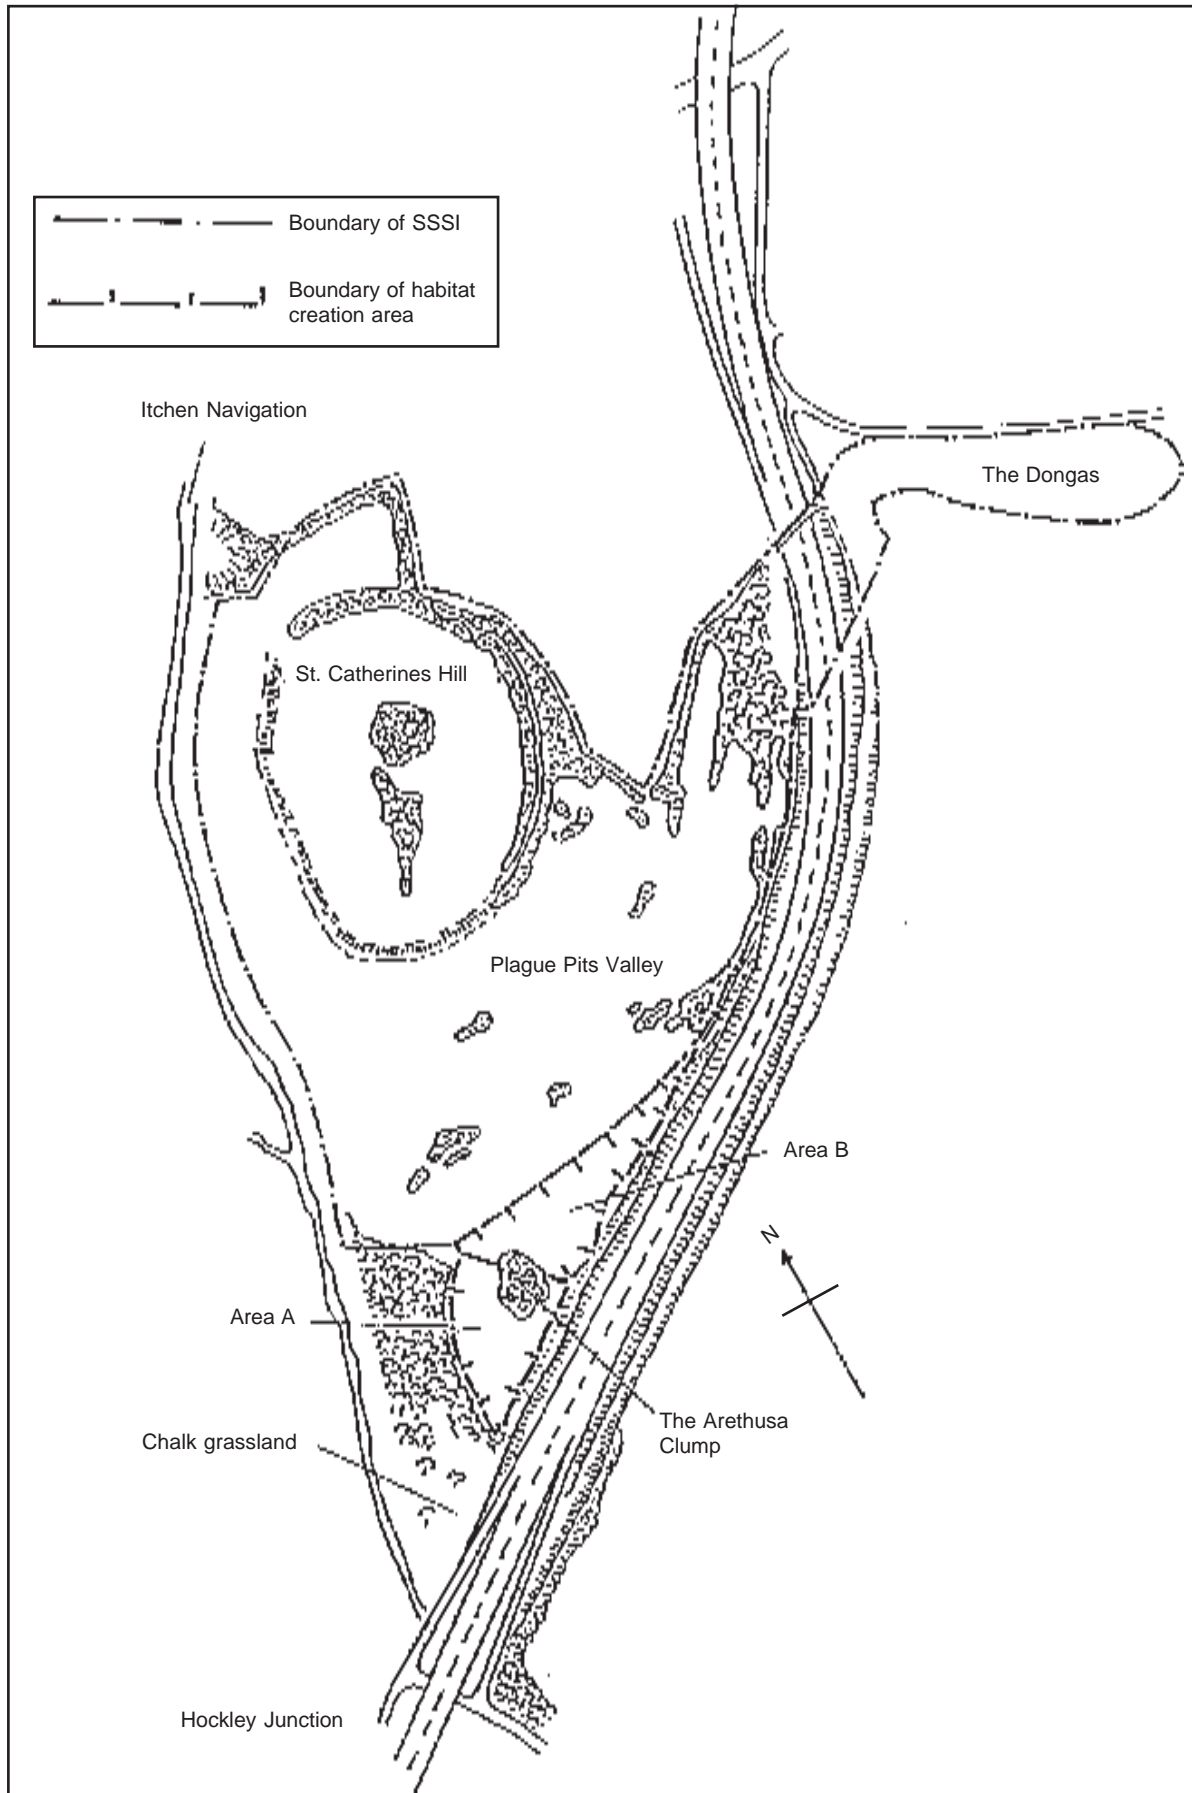 Boundary of SSSI
Boundary of habitat
creation area
Itchen Navigation
The Dongas
St. Catherines Hill
Plague Pits Valley
Area B
N
Area A
The Arethusa
Clump
Chalk grassland
Hockley Junction